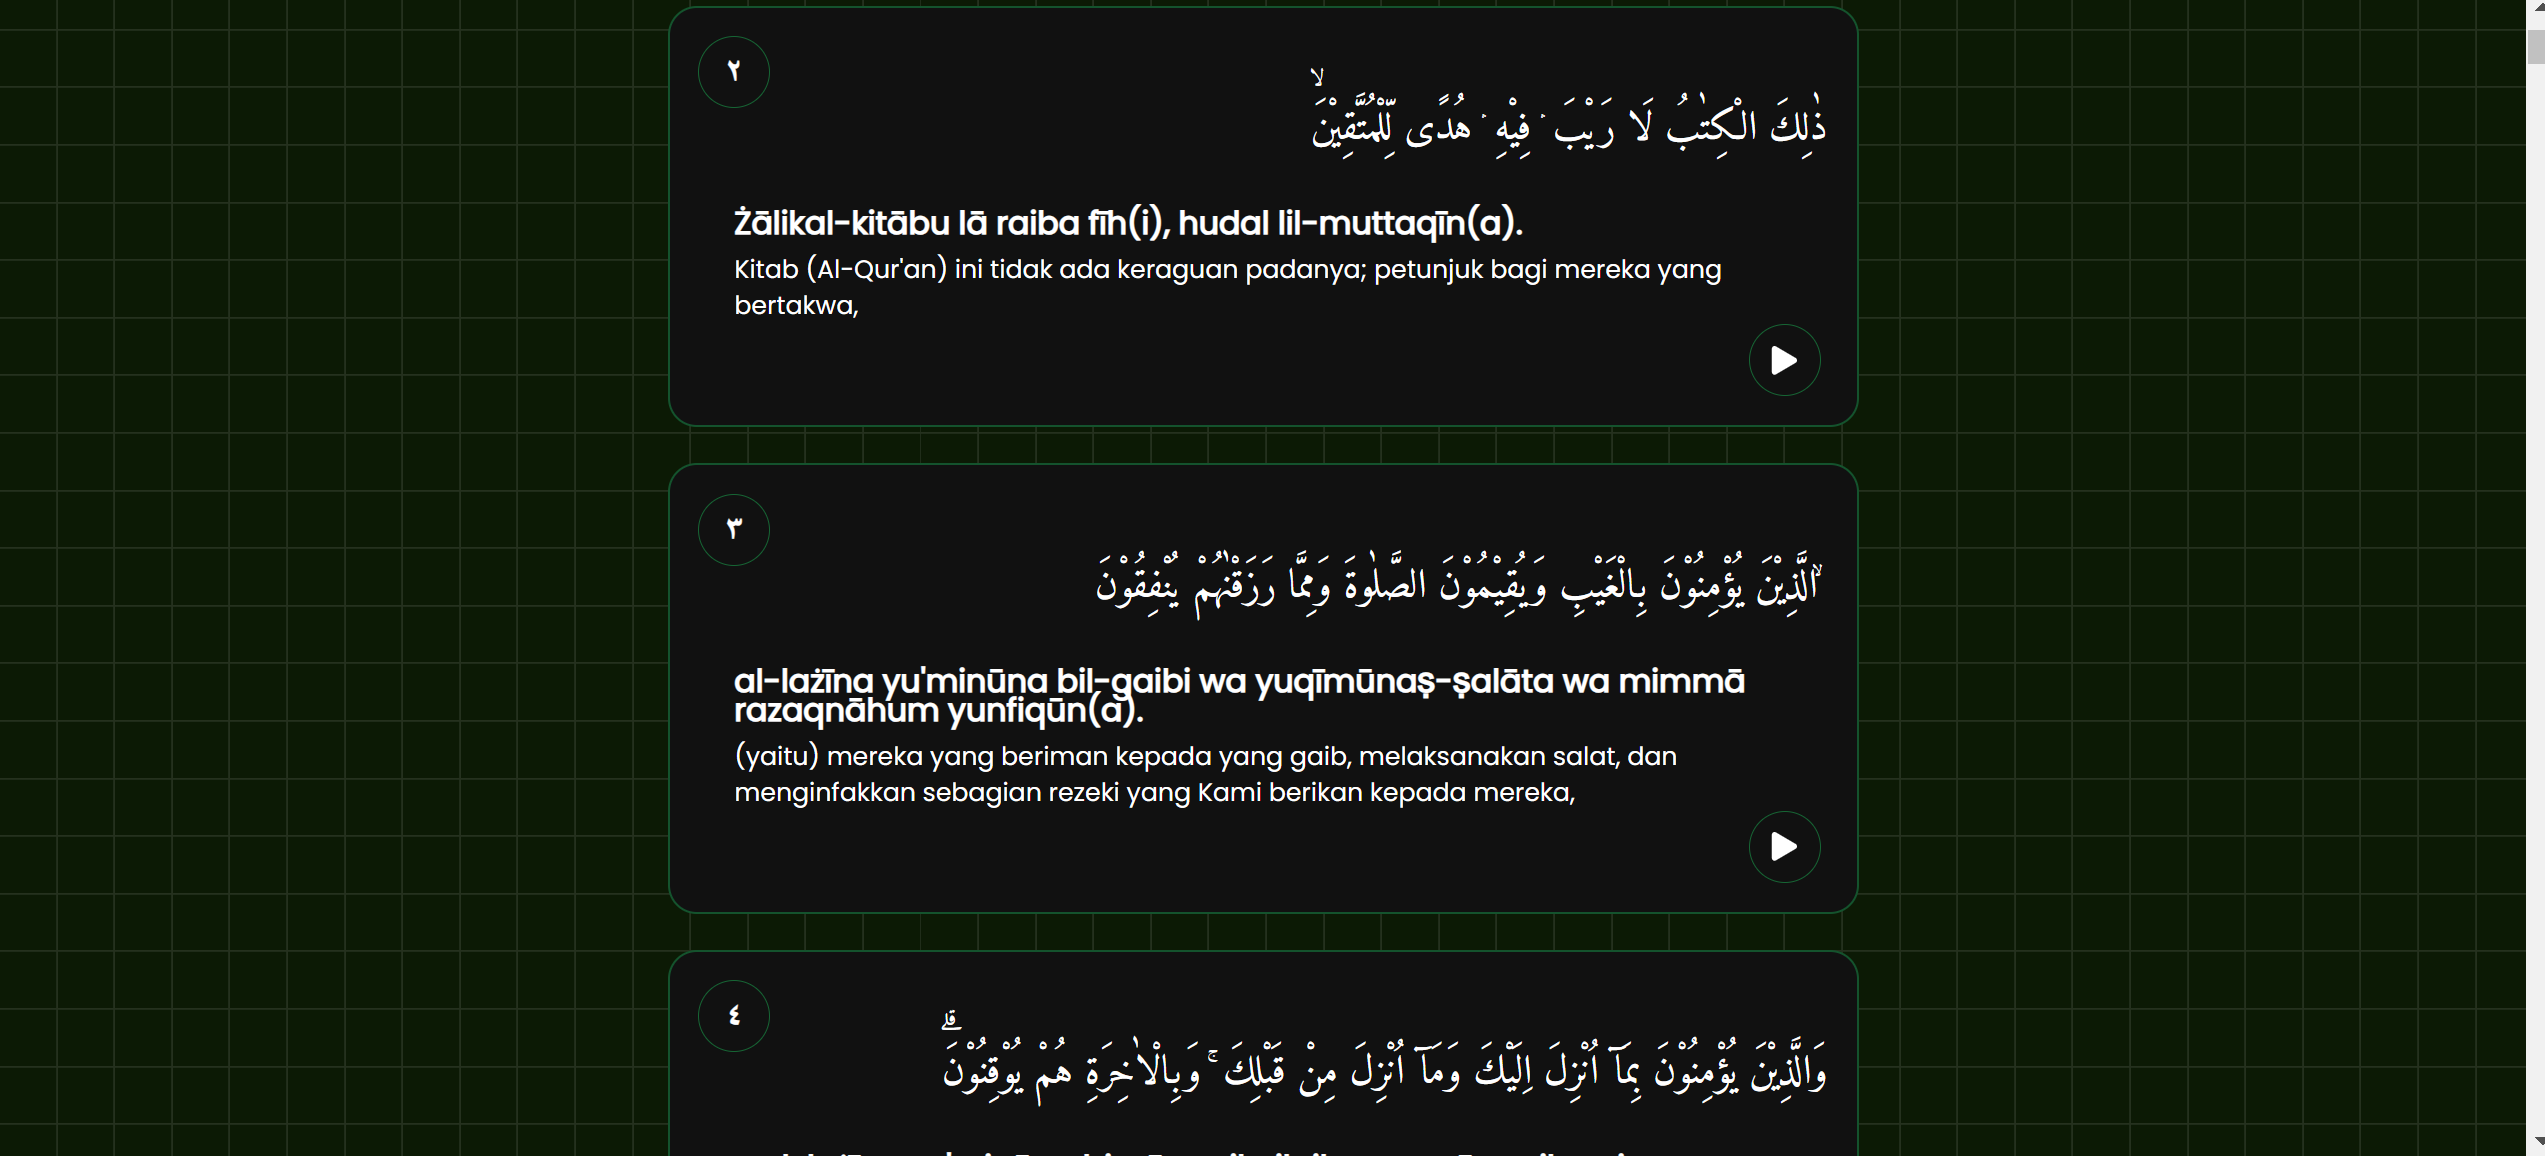 ٢
ذٰلِكَ الْكِتٰبُ لَا رَيْبَ ۛ فِيْهِ ۛ هُدًى لِّلْمُتَّقِيْنَۙ
Żālikal-kitābu lā raiba fīh(i), hudal lil-muttaqīn(a).
Kitab (Al-Qur'an) ini tidak ada keraguan padanya; petunjuk bagi mereka yang
bertakwa,
٣
الَّذِيْنَ يُؤْمِنُوْنَ بِالْغَيْبِ وَيُقِيْمُوْنَ الصَّلٰوةَ وَمِمَّا رَزَقْنٰهُمْ يُنْفِقُوْنَ ۙ
al-lażīna yu'minūna bil-gaibi wa yuqīmūnaṣ-ṣalāta wa mimmā
razaqnāhum yunfiqūn(a).
(yaitu) mereka yang beriman kepada yang gaib, melaksanakan salat, dan
menginfakkan sebagian rezeki yang Kami berikan kepada mereka,
٤
وَالَّذِيْنَ يُؤْمِنُوْنَ بِمَآ اُنْزِلَ اِلَيْكَ وَمَآ اُنْزِلَ مِنْ قَبْلِكَ ۚ وَبِالْاٰخِرَةِ هُمْ يُوْقِنُوْنَۗ